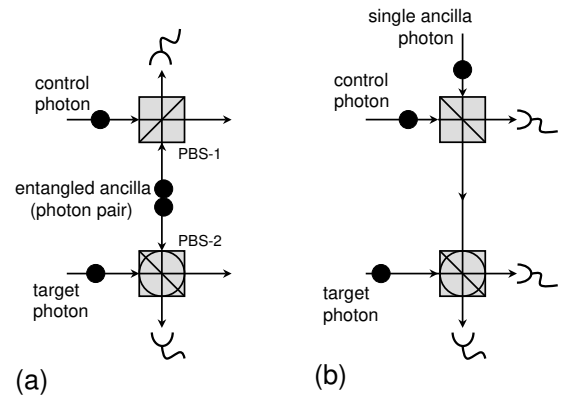 control
photon
PBS-1
entangled ancilla
(photon pair)
PBS-2
target
photon
(a)
single ancilla
photon
control
photon
target
photon
(b)